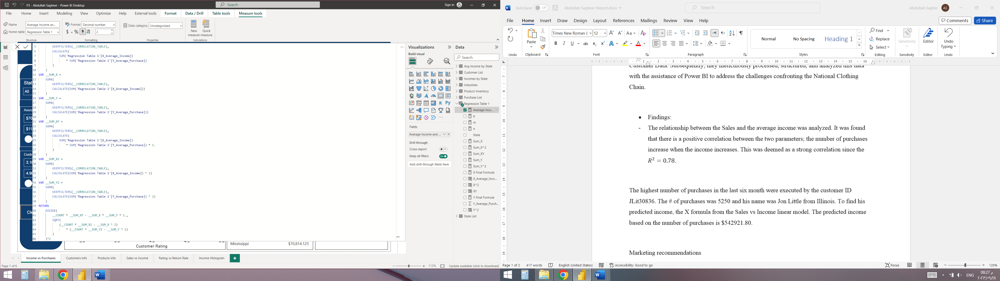 P3 - Abdullah Sagheer - Power BI Desktop
Search
Sign in
File Home Insert Modeling View Optimize Help External tools Format Data / Drill Table tools Measure tools
Name Average Income an...
Home table Regression Table 1
Structure
Format Decimal number
$ % 2
Formatting
Data category Uncategorized
Properties
New measure Quick measure
Calculations
5 KEEPFILTERS(__CORRELATION_TABLE),
6 CALCULATE(
7 SUM('Regression Table 1'[X_Average_Income])
8 * SUM('Regression Table 1'[Y_Average_Purchase])
9 )
10 )
11 VAR __SUM_X =
12 SUMX(
13 KEEPFILTERS(__CORRELATION_TABLE),
14 CALCULATE(SUM('Regression Table 1'[X_Average_Income]))
15 )
16 VAR __SUM_Y =
17 SUMX(
18 KEEPFILTERS(__CORRELATION_TABLE),
19 CALCULATE(SUM('Regression Table 1'[Y_Average_Purchase]))
20 )
21 VAR __SUM_XY =
22 SUMX(
23 KEEPFILTERS(__CORRELATION_TABLE),
24 CALCULATE(
25 SUM('Regression Table 1'[X_Average_Income])
26 * SUM('Regression Table 1'[Y_Average_Purchase]) * 1.
27 )
28 )
29 VAR __SUM_X2 =
30 SUMX(
31 KEEPFILTERS(__CORRELATION_TABLE),
32 CALCULATE(SUM('Regression Table 1'[X_Average_Income]) ^ 2)
33 )
34 VAR __SUM_Y2 =
35 SUMX(
36 KEEPFILTERS(__CORRELATION_TABLE),
37 CALCULATE(SUM('Regression Table 1'[Y_Average_Purchase]) ^ 2)
38 )
39 RETURN
40 DIVIDE(
41 __COUNT * __SUM_XY - __SUM_X * __SUM_Y * 1.,
42 SQRT(
43 (__COUNT * __SUM_X2 - __SUM_X ^ 2)
44 * (__COUNT * __SUM_Y2 - __SUM_Y ^ 2)
45 )
46 )^2
Stat
All
Avera
$70
$11
Custo
3.1
4.9
Cle
Customer Rating
Mississippi $70,814.125
Visualizations
Build visual
Fields
Average Income and ...
Drill through
Cross-report Off
Keep all filters On
Add drill-through fields here
Data
Search
Avg Income by State
Customer List
Incomes by State
Industries
Product Inventory
Purchase List
Regression Table 1
Average Inco...
b
m
n
State
Sum_X
Sum_X^2
Sum_XY
Sum_Y
Sum_Y^2
X Final Formula
X_Average_Inco...
X^2
XY
Y Final Formula
Y_Average_Purch...
Y^2
State List
Income vs Purchases Customers info Products info Sales vs Income Rating vs Return Rate Income Histogram
Page 1 of 6
112%
Update available (click to download)
AutoSave Off
Abdullah Sagheer Report.docx
Search
Abdullah Sagher AS
File Home Insert Draw Design Layout References Mailings Review View Help
Comments Share
Undo
Paste
Clipboard
Times New Roman ( 12
Font
Paragraph
Normal No Spacing Heading 1
Styles
Find
Replace
Select
Editing
Sensitivity
Sensitivity
Editor
Editor
Undo Typing
Undo
Customer Data. Subsequently, they meticulously processed, structured, and analyzed this data
with the assistance of Power BI to address the challenges confronting the National Clothing
Chain.
• Findings:
- The relationship between the Sales and the average income was analyzed. It was found
that there is a positive correlation between the two parameters; the number of purchases
increase when the income increases. This was deemed as a strong correlation since the
R² = 0.78.
The highest number of purchases in the last six month were executed by the customer ID
JLit30836. The # of purchases was 5250 and his name was Jon Little from Illinois. To find his
predicted income, the X formula from the Sales vs Income linear model. The predicted income
based on the number of purchases is $542921.80.
Marketing recommendations
Page 1 of 2 417 words English (United States) Accessibility: Good to go
Focus
120%
ENG
08:27 م
٢٠٢٣/٠٩/٢٨